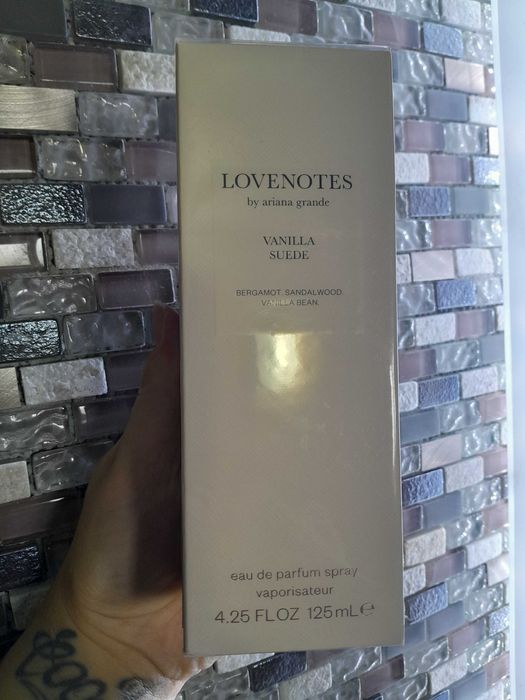 LOVENOTES
by ariana grande
VANILLA
SUEDE
BERGAMOT. SANDALWOOD.
VANILLA BEAN.
eau de parfum spray
vaporisateur
4.25 FL OZ 125 mL ℮